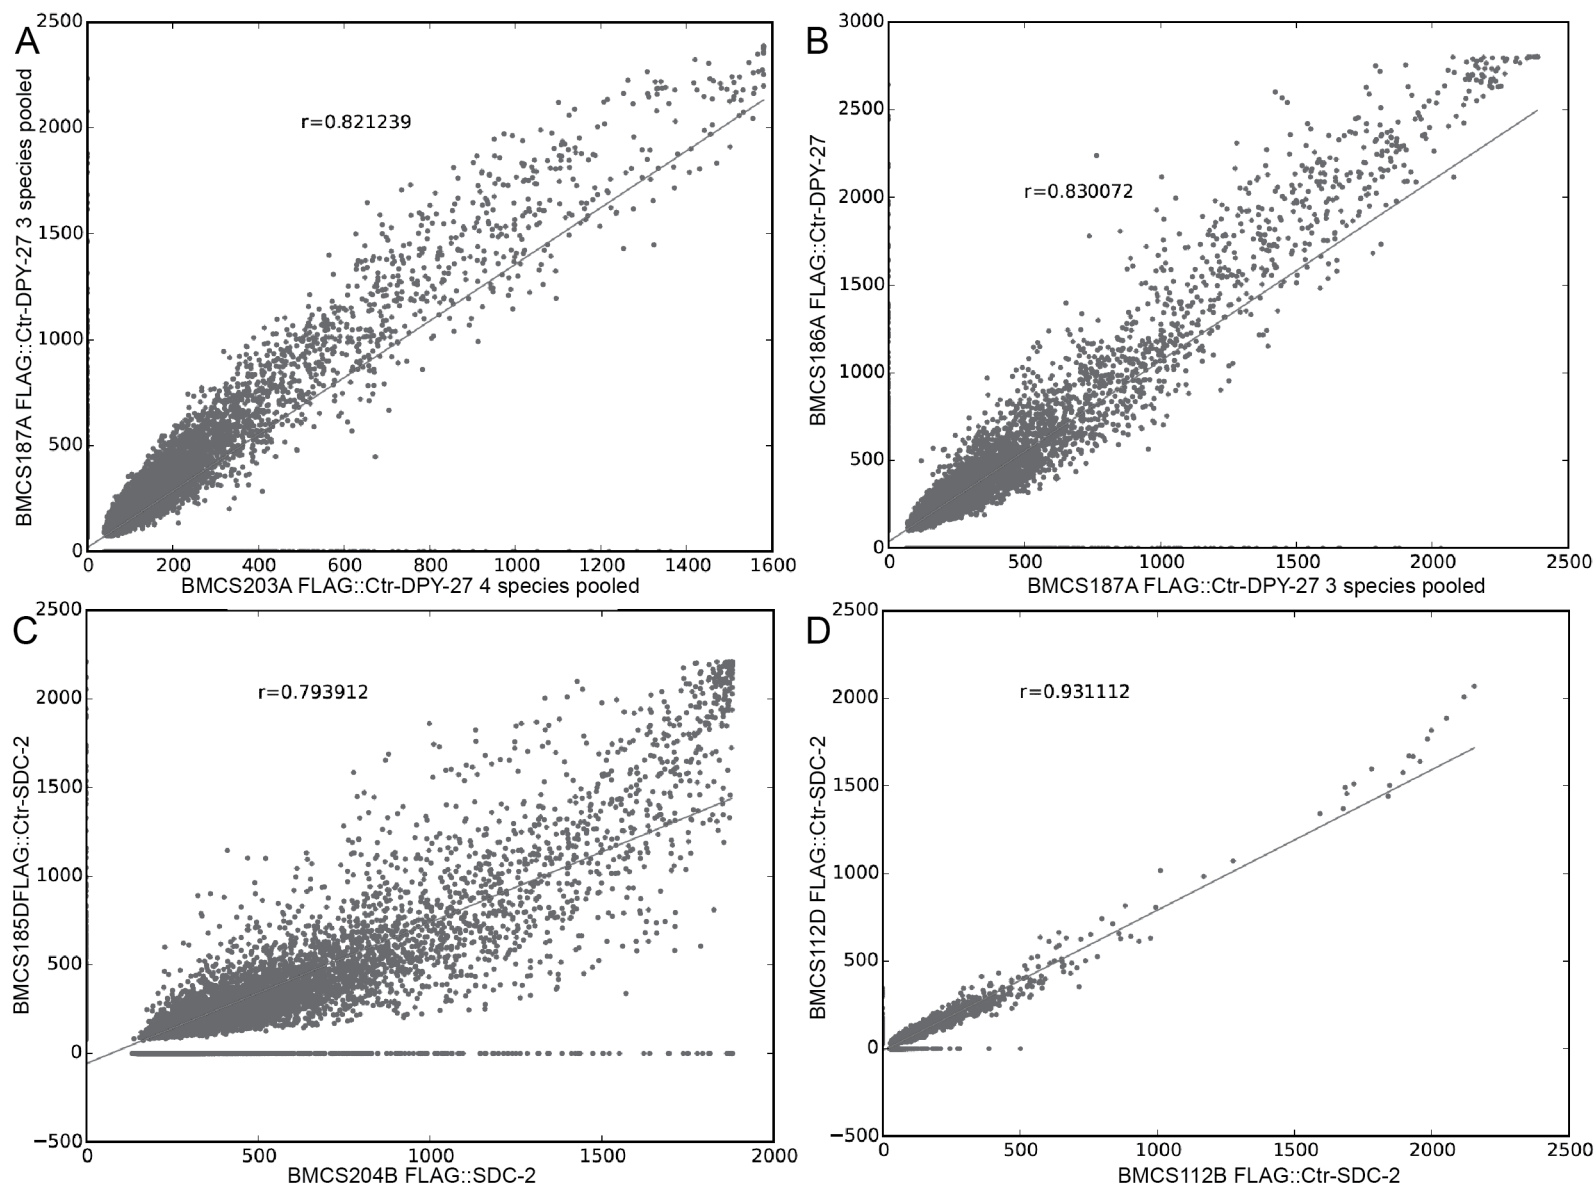 A
2500
2000
1500
1000
500
0
BMCS187A FLAG::Ctr-DPY-27 3 species pooled
r=0.821239
0 200 400 600 800 1000 1200 1400 1600
BMCS203A FLAG::Ctr-DPY-27 4 species pooled
B
3000
2500
2000
1500
1000
500
0
BMCS186A FLAG::Ctr-DPY-27
r=0.830072
0 500 1000 1500 2000 2500
BMCS187A FLAG::Ctr-DPY-27 3 species pooled
C
2500
2000
1500
1000
500
0
−500
BMCS185DFLAG::Ctr-SDC-2
r=0.793912
0 500 1000 1500 2000
BMCS204B FLAG::SDC-2
D
2500
2000
1500
1000
500
0
−500
BMCS112D FLAG::Ctr-SDC-2
r=0.931112
0 500 1000 1500 2000 2500
BMCS112B FLAG::Ctr-SDC-2